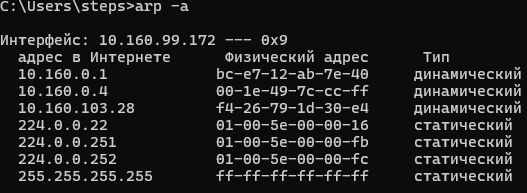 C:\Users\steps>arp -a
Интерфейс: 10.160.99.172 --- 0x9
адрес в Интернете Физический адрес Тип
10.160.0.1 bc-e7-12-ab-7e-40 динамический
10.160.0.4 00-1e-49-7c-cc-ff динамический
10.160.103.28 f4-26-79-1d-30-e4 динамический
224.0.0.22 01-00-5e-00-00-16 статический
224.0.0.251 01-00-5e-00-00-fb статический
224.0.0.252 01-00-5e-00-00-fc статический
255.255.255.255 ff-ff-ff-ff-ff-ff статический